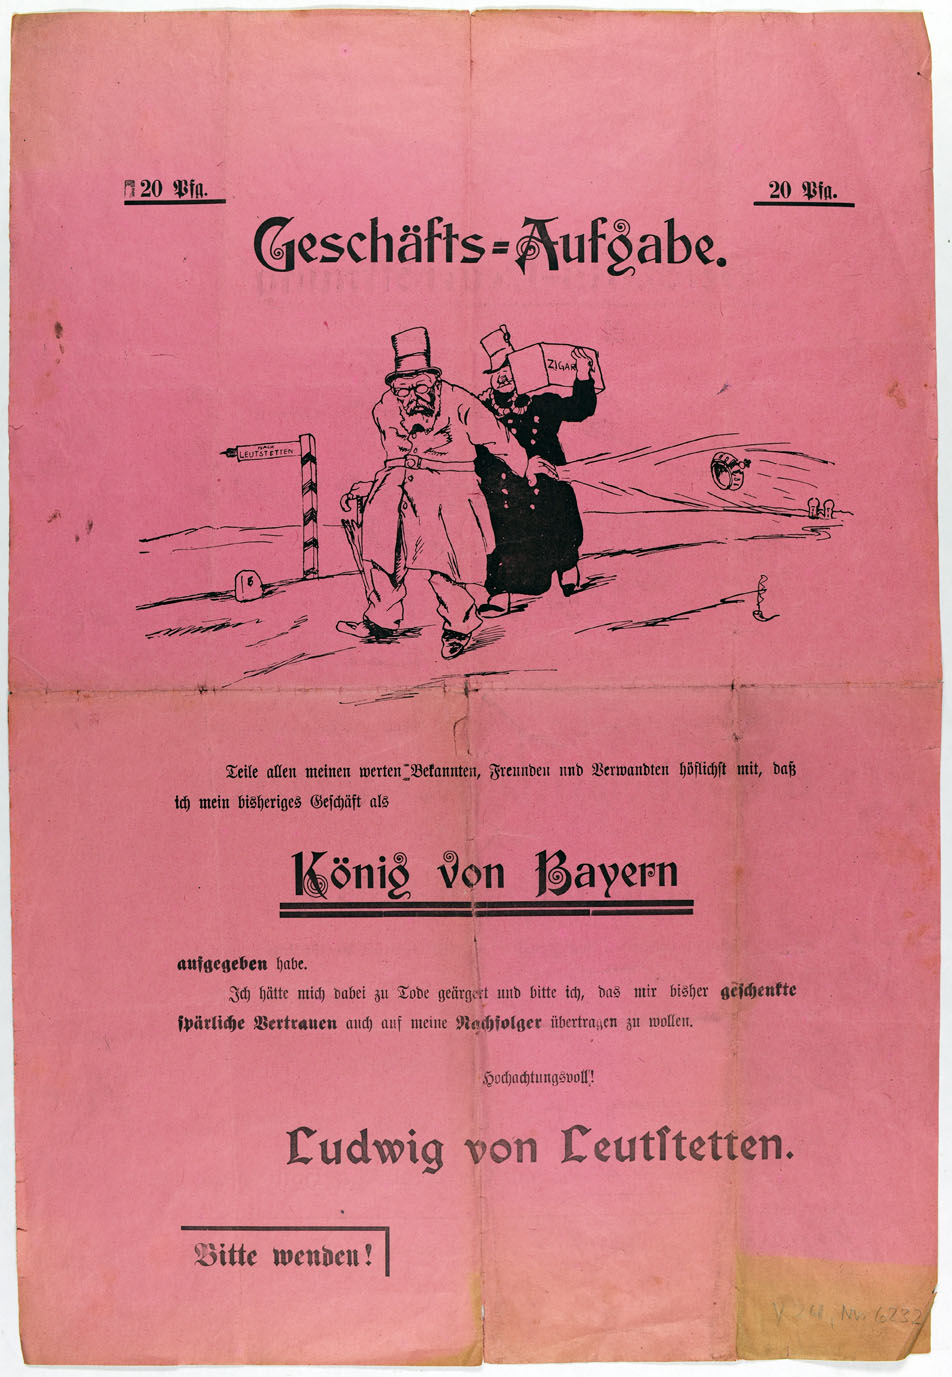 20 Pfg.
20 Pfg.
Geschäfts=Aufgabe.
ZIGAR
NACH
LEUTSTETTEN
6
Teile allen meinen werten Bekannten, Freunden und Verwandten höflichst mit, daß
ich mein bisheriges Geschäft als
König von Bayern
aufgegeben habe.
Ich hätte mich dabei zu Tode geärgert und bitte ich, das mir bisher geschenkte
spärliche Vertrauen auch auf meine Nachfolger übertragen zu wollen.
Hochachtungsvoll!
Ludwig von Leutstetten.
Bitte wenden!
Nr. 6232